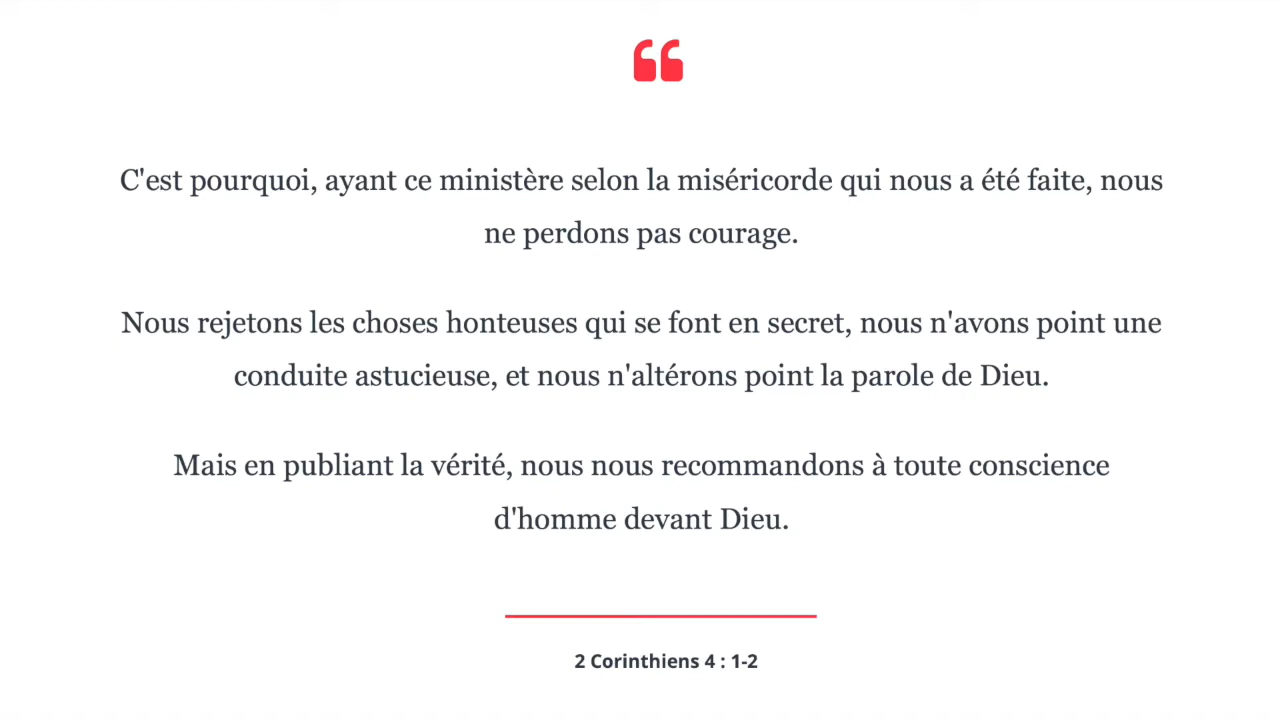 C'est pourquoi, ayant ce ministère selon la miséricorde qui nous a été faite, nous
ne perdons pas courage.
Nous rejetons les choses honteuses qui se font en secret, nous n'avons point une
conduite astucieuse, et nous n'altérons point la parole de Dieu.
Mais en publiant la vérité, nous nous recommandons à toute conscience
d'homme devant Dieu.
2 Corinthiens 4 : 1-2